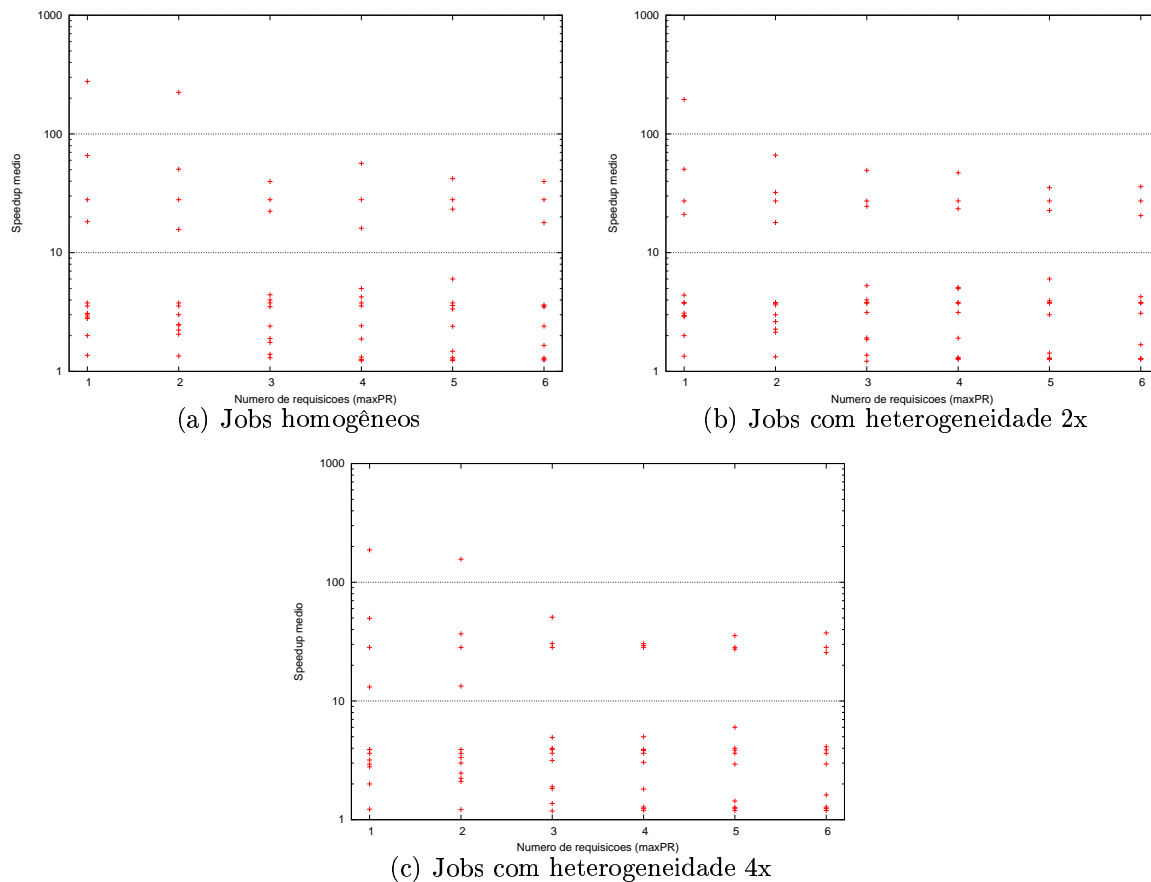 1000
100
10
1
Speedup medio
1 2 3 4 5 6
Numero de requisicoes (maxPR)
(a) Jobs homogêneos
1000
100
10
1
Speedup medio
1 2 3 4 5 6
Numero de requisicoes (maxPR)
(b) Jobs com heterogeneidade 2x
1000
100
10
1
Speedup medio
1 2 3 4 5 6
Numero de requisicoes (maxPR)
(c) Jobs com heterogeneidade 4x